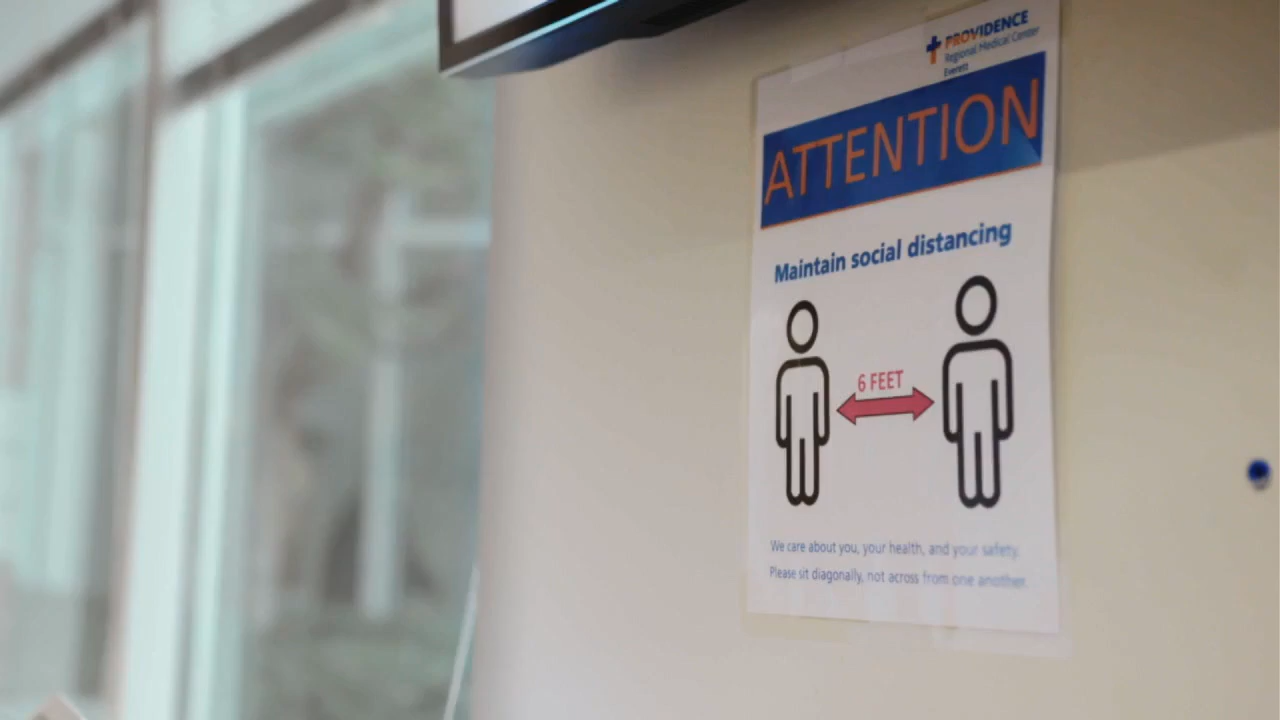 PROVIDENCE
Regional Medical Center
Everett
ATTENTION
Maintain social distancing
6 FEET
We care about you, your health, and your safety.
Please sit diagonally, not across from one another.